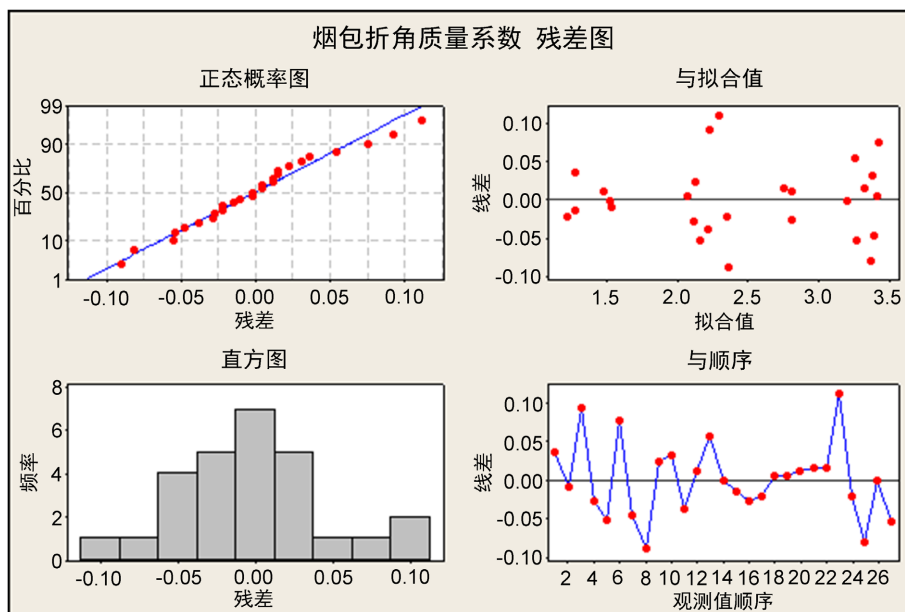 烟包折角质量系数 残差图
正态概率图
99
90
50
10
1
百分比
-0.10 -0.05 0.00 0.05 0.10
残差
与拟合值
0.10
0.05
0.00
-0.05
-0.10
线差
1.5 2.0 2.5 3.0 3.5
拟合值
直方图
8
6
4
2
0
频率
-0.10 -0.05 0.00 0.05 0.10
残差
与顺序
0.10
0.05
0.00
-0.05
-0.10
线差
2 4 6 8 10 12 14 16 18 20 22 24 26
观测值顺序